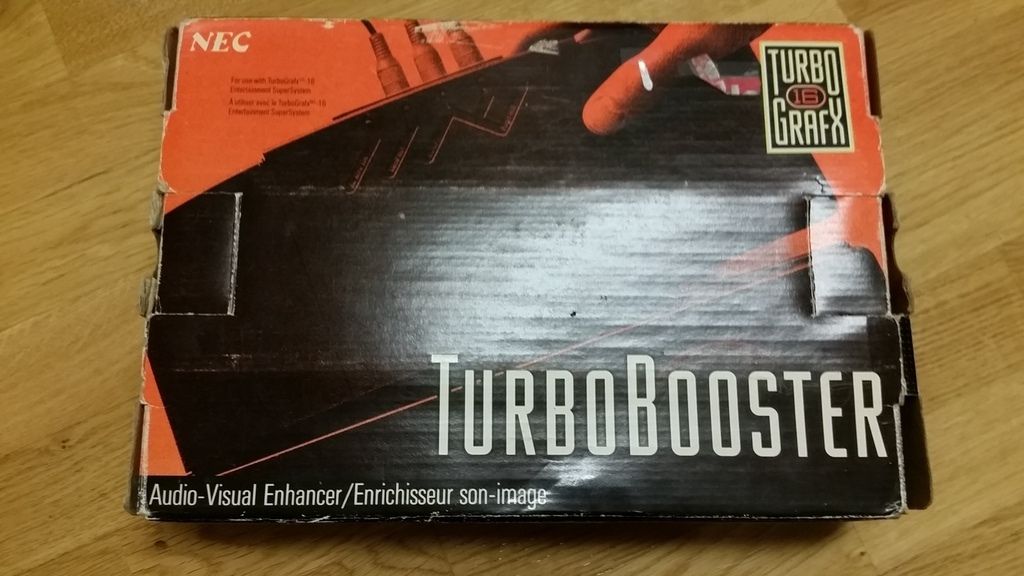 NEC
For use with TurboGrafx™-16
Entertainment SuperSystem
À utiliser avec le TurboGrafx™-16
Entertainment SuperSystem
TURBO
16
GRAFX
TURBOBOOSTER
Audio-Visual Enhancer/Enrichisseur son-image